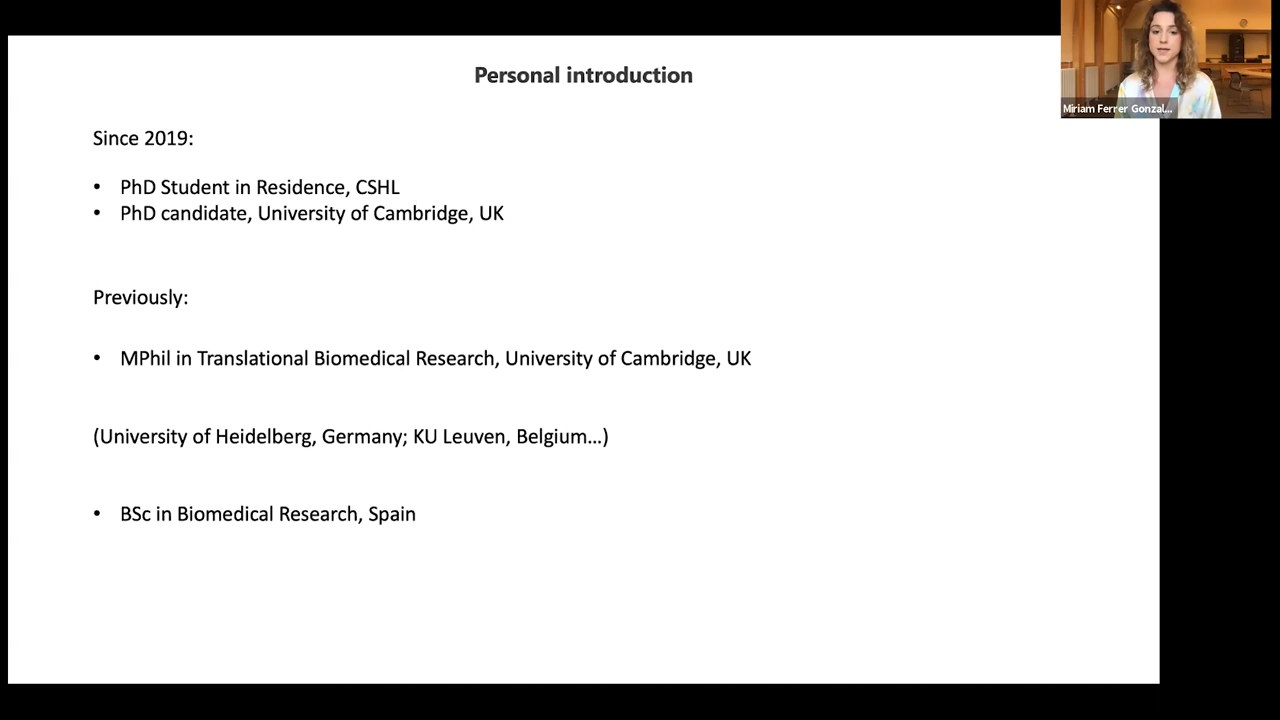 Personal introduction
Miriam Ferrer Gonzal...
Since 2019:
• PhD Student in Residence, CSHL
• PhD candidate, University of Cambridge, UK
Previously:
• MPhil in Translational Biomedical Research, University of Cambridge, UK
(University of Heidelberg, Germany; KU Leuven, Belgium...)
• BSc in Biomedical Research, Spain